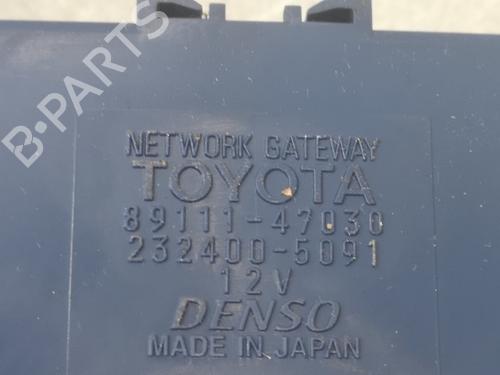 B-PARTS
NETWORK GATEWAY
TOYOTA
89111-47030
232400-5091
12V
DENSO
MADE IN JAPAN